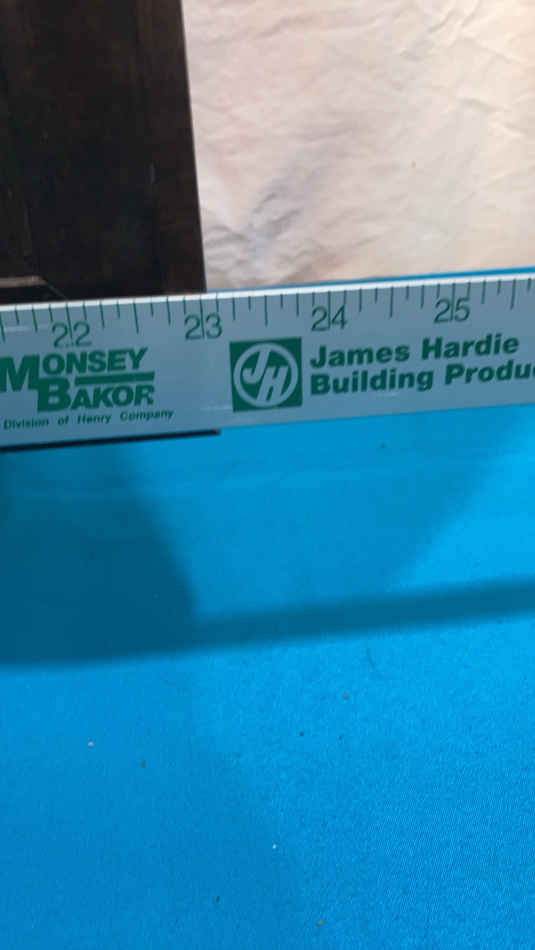 22 23 24 25
MONSEY
BAKOR
Division of Henry Company
JH
James Hardie
Building Produ